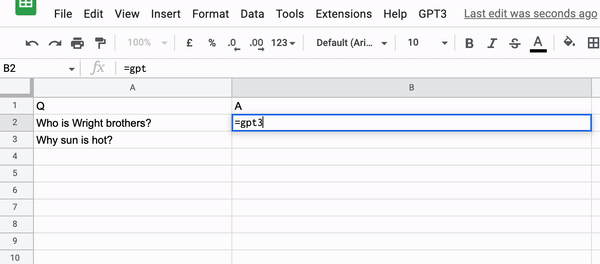 File Edit View Insert Format Data Tools Extensions Help GPT3 Last edit was seconds ago
100% £ % .0 .00 123 Default (Ari... 10 B I S A
B2 fx =gpt
A B
1 Q A
2 Who is Wright brothers? =gpt3
3 Why sun is hot?
4
5
6
7
8
9
10